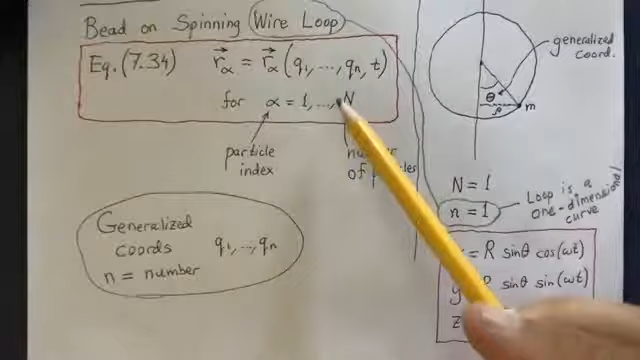 Bead on Spinning Wire Loop
Eq. (7.34) r⃗α = r⃗α (q1, ..., qn, t)
for α = 1, ..., N
particle
index
of
Generalized
coords q1, ..., qn
n = number
generalized
coord.
θ
ρ
m
N = 1
n = 1
Loop is a
one-dimensional
curve
= R sinθ cos(ωt)
y R sinθ sin(ωt)
z